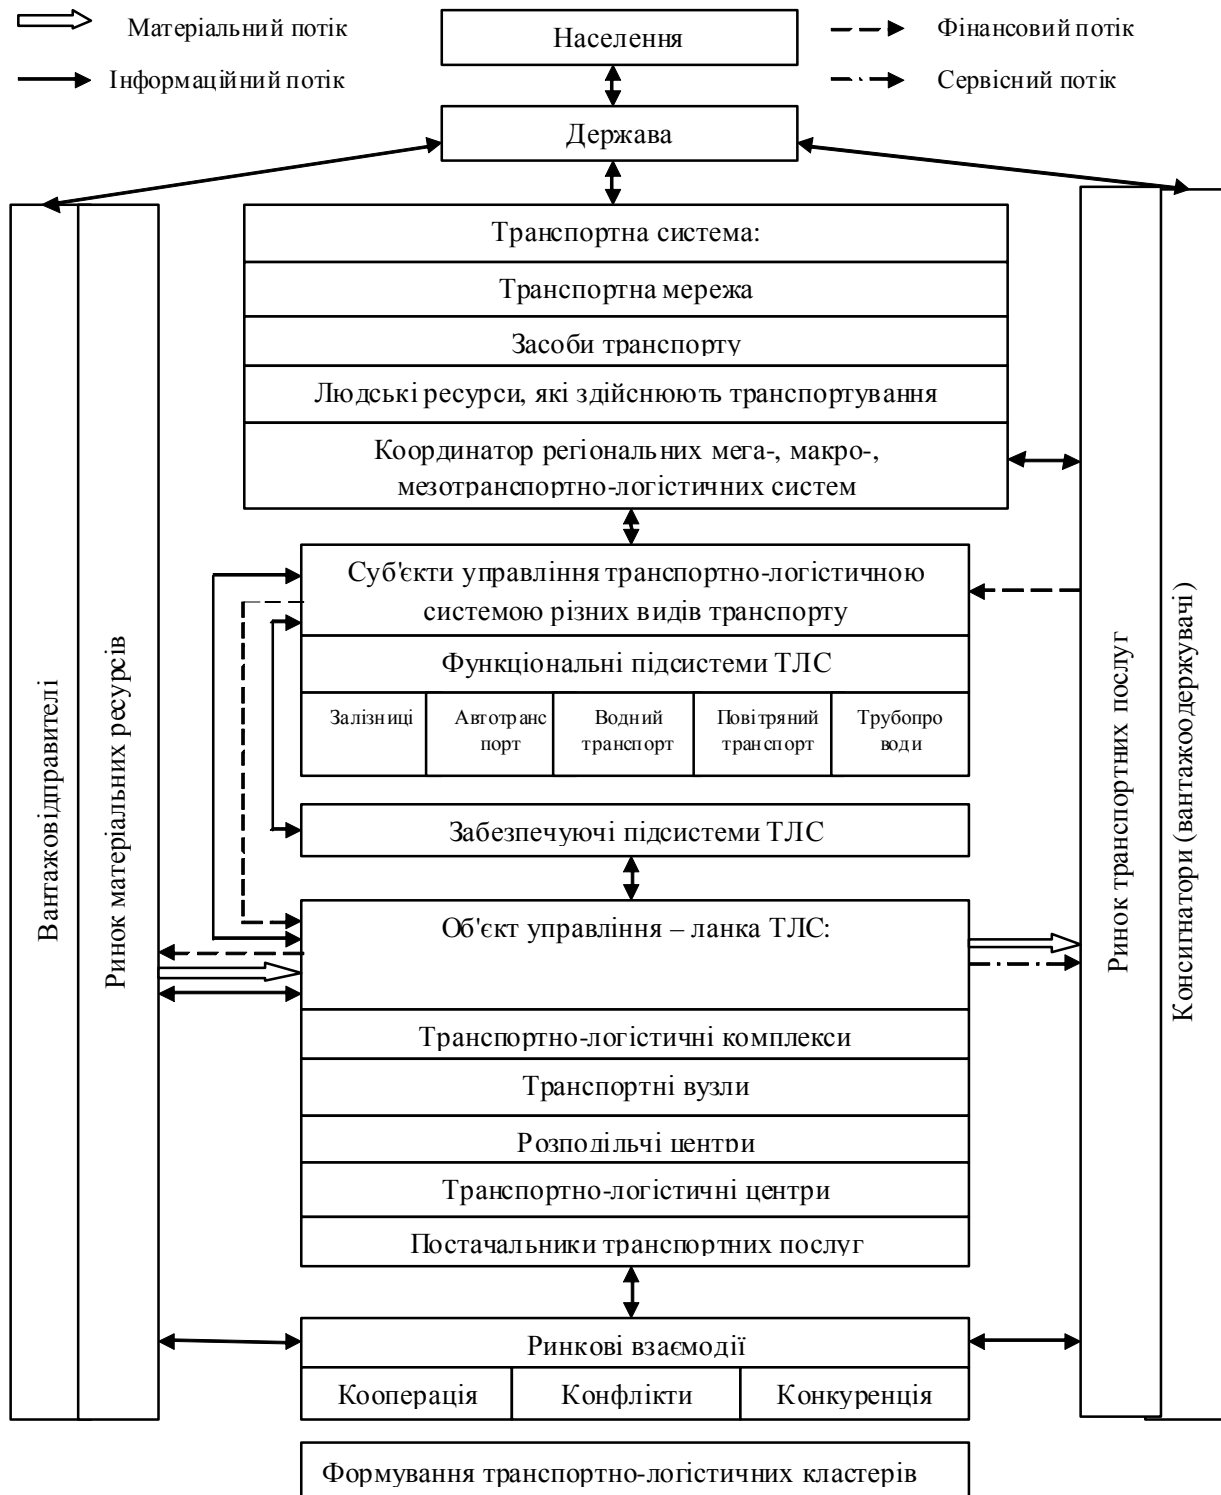 Матеріальний потік
Інформаційний потік
Населення
Фінансовий потік
Сервісний потік
Держава
Вантажовідправителі
Ринок матеріальних ресурсів
Транспортна система:
Транспортна мережа
Засоби транспорту
Людські ресурси, які здійснюють транспортування
Координатор регіональних мега-, макро-,
мезотранспортно-логістичних систем
Суб'єкти управління транспортно-логістичною
системою різних видів транспорту
Функціональні підсистеми ТЛС
Залізниці
Автотранс
порт
Водний
транспорт
Повітряний
транспорт
Трубопро
води
Забезпечуючі підсистеми ТЛС
Об'єкт управління – ланка ТЛС:
Транспортно-логістичні комплекси
Транспортні вузли
Розподільчі центри
Транспортно-логістичні центри
Постачальники транспортних послуг
Ринкові взаємодії
Кооперація
Конфлікти
Конкуренція
Формування транспортно-логістичних кластерів
Ринок транспортних послуг
Консигнатори (вантажоодержувачі)